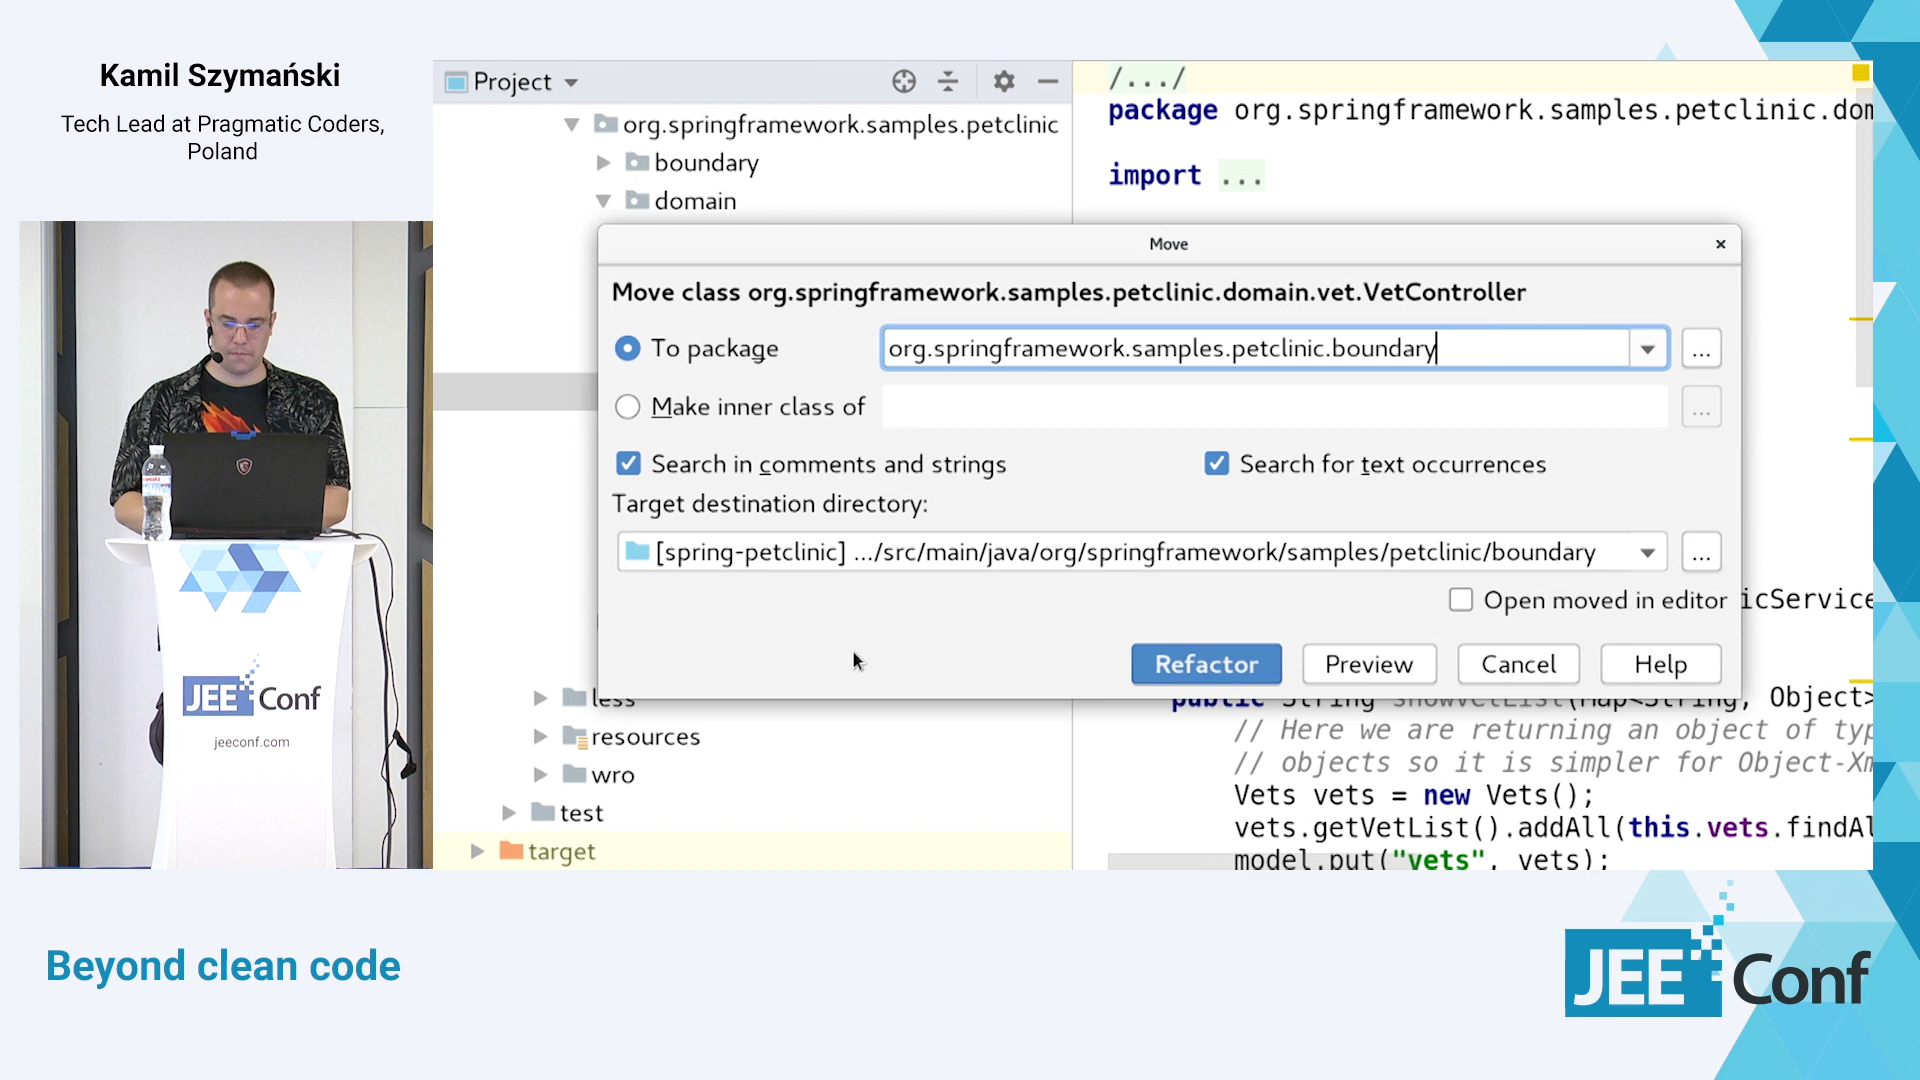 Kamil Szymański
Tech Lead at Pragmatic Coders,
Poland
JEE Conf
jeeconf.com
Project
org.springframework.samples.petclinic
boundary
domain
less
resources
wro
test
target
/.../
package org.springframework.samples.petclinic.dom
import ...
Move
Move class org.springframework.samples.petclinic.domain.vet.VetController
To package
org.springframework.samples.petclinic.boundary
...
Make inner class of
...
Search in comments and strings
Search for text occurrences
Target destination directory:
[spring-petclinic] .../src/main/java/org/springframework/samples/petclinic/boundary
...
Open moved in editor
Refactor
Preview
Cancel
Help
icService
public String showVetList(Map<String, Object>
// Here we are returning an object of typ
// objects so it is simpler for Object-Xm
Vets vets = new Vets();
vets.getVetList().addAll(this.vets.findAl
model.put("vets", vets);
Beyond clean code
JEE Conf